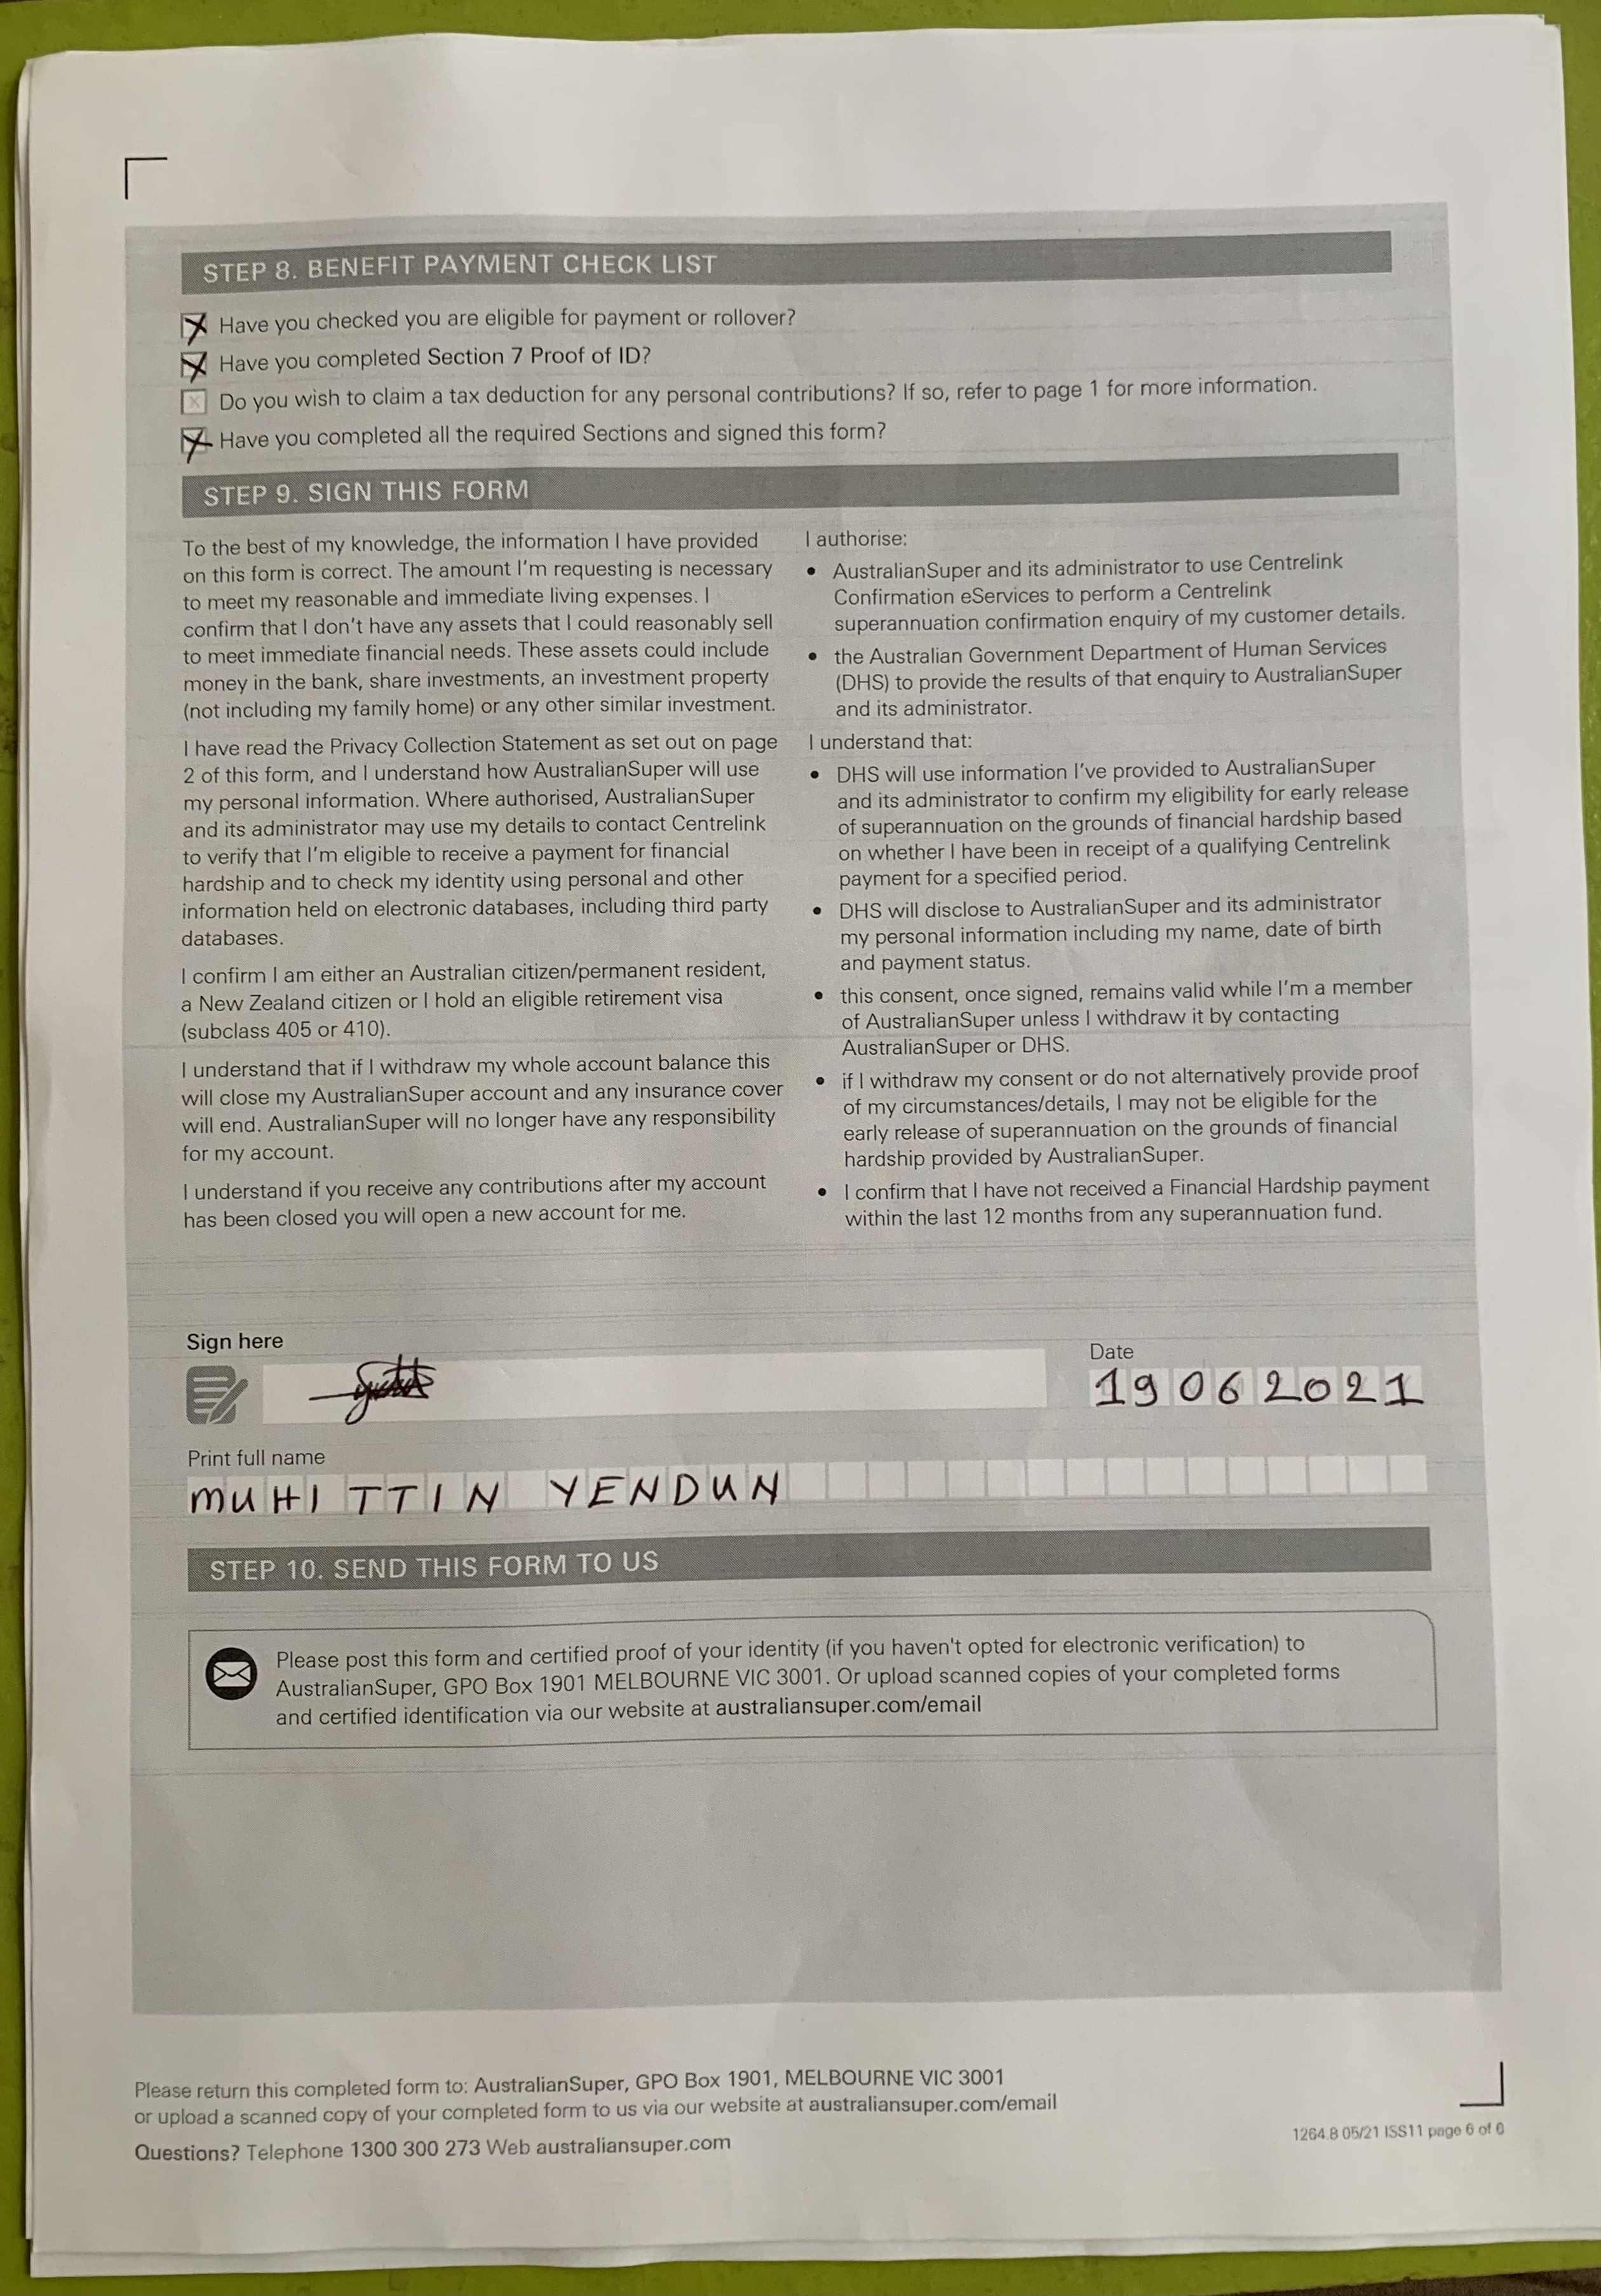 STEP 8. BENEFIT PAYMENT CHECK LIST
Have you checked you are eligible for payment or rollover?
Have you completed Section 7 Proof of ID?
Do you wish to claim a tax deduction for any personal contributions? If so, refer to page 1 for more information.
Have you completed all the required Sections and signed this form?
STEP 9. SIGN THIS FORM
To the best of my knowledge, the information I have provided
on this form is correct. The amount I'm requesting is necessary
to meet my reasonable and immediate living expenses. I
confirm that I don't have any assets that I could reasonably sell
to meet immediate financial needs. These assets could include
money in the bank, share investments, an investment property
(not including my family home) or any other similar investment.
I have read the Privacy Collection Statement as set out on page
2 of this form, and I understand how AustralianSuper will use
my personal information. Where authorised, AustralianSuper
and its administrator may use my details to contact Centrelink
to verify that I'm eligible to receive a payment for financial
hardship and to check my identity using personal and other
information held on electronic databases, including third party
databases.
I confirm I am either an Australian citizen/permanent resident,
a New Zealand citizen or I hold an eligible retirement visa
(subclass 405 or 410).
I understand that if I withdraw my whole account balance this
will close my AustralianSuper account and any insurance cover
will end. AustralianSuper will no longer have any responsibility
for my account.
I understand if you receive any contributions after my account
has been closed you will open a new account for me.
I authorise:
• AustralianSuper and its administrator to use Centrelink
Confirmation eServices to perform a Centrelink
superannuation confirmation enquiry of my customer details.
• the Australian Government Department of Human Services
(DHS) to provide the results of that enquiry to AustralianSuper
and its administrator.
I understand that:
• DHS will use information I've provided to AustralianSuper
and its administrator to confirm my eligibility for early release
of superannuation on the grounds of financial hardship based
on whether I have been in receipt of a qualifying Centrelink
payment for a specified period.
• DHS will disclose to AustralianSuper and its administrator
my personal information including my name, date of birth
and payment status.
• this consent, once signed, remains valid while I'm a member
of AustralianSuper unless I withdraw it by contacting
AustralianSuper or DHS.
• if I withdraw my consent or do not alternatively provide proof
of my circumstances/details, I may not be eligible for the
early release of superannuation on the grounds of financial
hardship provided by AustralianSuper.
• I confirm that I have not received a Financial Hardship payment
within the last 12 months from any superannuation fund.
Sign here
Date
19 06 2021
Print full name
MUHITTIN YENDUN
STEP 10. SEND THIS FORM TO US
Please post this form and certified proof of your identity (if you haven't opted for electronic verification) to
AustralianSuper, GPO Box 1901 MELBOURNE VIC 3001. Or upload scanned copies of your completed forms
and certified identification via our website at australiansuper.com/email
Please return this completed form to: AustralianSuper, GPO Box 1901, MELBOURNE VIC 3001
or upload a scanned copy of your completed form to us via our website at australiansuper.com/email
Questions? Telephone 1300 300 273 Web australiansuper.com
1264.8 05/21 ISS11 page 6 of 6